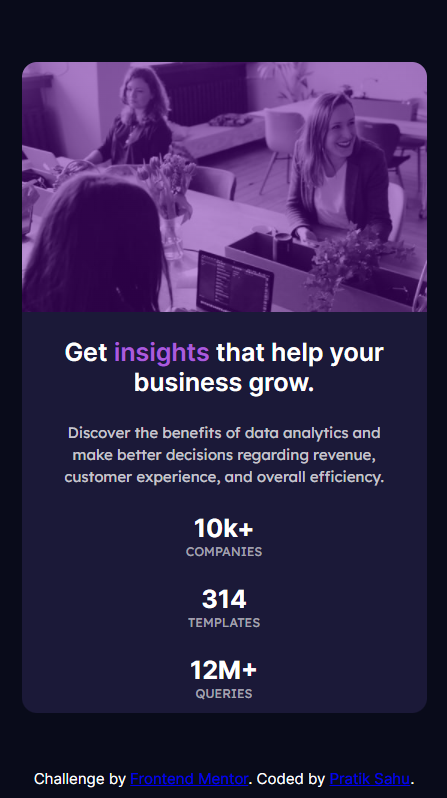 Get insights that help your
business grow.
Discover the benefits of data analytics and
make better decisions regarding revenue,
customer experience, and overall efficiency.
10k+
COMPANIES
314
TEMPLATES
12M+
QUERIES
Challenge by Frontend Mentor. Coded by Pratik Sahu.